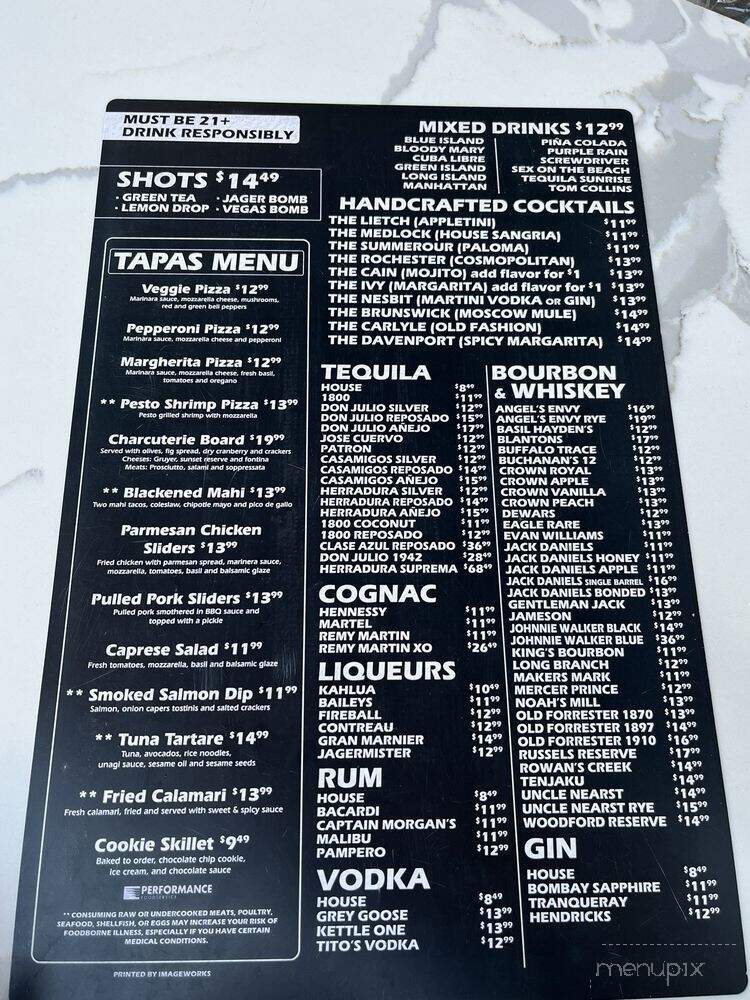 MUST BE 21+
DRINK RESPONSIBLY
SHOTS $14.49
· GREEN TEA · JAGER BOMB
· LEMON DROP · VEGAS BOMB
TAPAS MENU
Veggie Pizza $12.99
Marinara sauce, mozzarella cheese, mushrooms,
red and green bell peppers
Pepperoni Pizza $12.99
Marinara sauce, mozzarella cheese and pepperoni
Margherita Pizza $12.99
Marinara sauce, mozzarella cheese, fresh basil,
tomatoes and oregano
** Pesto Shrimp Pizza $13.99
Pesto grilled shrimp with mozzarella
Charcuterie Board $19.99
Served with olives, fig spread, dry cranberry and crackers
Cheeses: Gruyer, sunset reserve and fontina
Meats: Prosciutto, salami and soppressata
** Blackened Mahi $13.99
Two mahi tacos, coleslaw, chipotle mayo and pico de gallo
Parmesan Chicken
Sliders $13.99
Fried chicken with parmesan spread, marinera sauce,
mozzarella, tomatoes, basil and balsamic glaze
Pulled Pork Sliders $13.99
Pulled pork smothered in BBQ sauce and
topped with a pickle
Caprese Salad $11.99
Fresh tomatoes, mozzarella, basil and balsamic glaze
** Smoked Salmon Dip $11.99
Salmon, onion capers tostinis and salted crackers
** Tuna Tartare $14.99
Tuna, avocados, rice noodles,
unagi sauce, sesame oil and sesame seeds
** Fried Calamari $13.99
Fresh calamari, fried and served with sweet & spicy sauce
Cookie Skillet $9.49
Baked to order, chocolate chip cookie,
ice cream, and chocolate sauce
PERFORMANCE
FOODSERVICE
** CONSUMING RAW OR UNDERCOOKED MEATS, POULTRY,
SEAFOOD, SHELLFISH, OR EGGS MAY INCREASE YOUR RISK OF
FOODBORNE ILLNESS, ESPECIALLY IF YOU HAVE CERTAIN
MEDICAL CONDITIONS.
PRINTED BY IMAGEWORKS
MIXED DRINKS $12.99
BLUE ISLAND
BLOODY MARY
CUBA LIBRE
GREEN ISLAND
LONG ISLAND
MANHATTAN
PIÑA COLADA
PURPLE RAIN
SCREWDRIVER
SEX ON THE BEACH
TEQUILA SUNRISE
TOM COLLINS
HANDCRAFTED COCKTAILS
THE LIETCH (APPLETINI) $11.99
THE MEDLOCK (HOUSE SANGRIA) $11.99
THE SUMMEROUR (PALOMA) $11.99
THE ROCHESTER (COSMOPOLITAN) $13.99
THE CAIN (MOJITO) add flavor for $1 $13.99
THE IVY (MARGARITA) add flavor for $1 $13.99
THE NESBIT (MARTINI VODKA OR GIN) $13.99
THE BRUNSWICK (MOSCOW MULE) $14.99
THE CARLYLE (OLD FASHION) $14.99
THE DAVENPORT (SPICY MARGARITA) $14.99
TEQUILA
HOUSE $8.49
1800 $11.99
DON JULIO SILVER $12.99
DON JULIO REPOSADO $15.99
DON JULIO AÑEJO $17.99
JOSE CUERVO $12.99
PATRON $12.99
CASAMIGOS SILVER $12.99
CASAMIGOS REPOSADO $14.99
CASAMIGOS AÑEJO $15.99
HERRADURA SILVER $12.99
HERRADURA REPOSADO $14.99
HERRADURA AÑEJO $15.99
1800 COCONUT $11.99
1800 REPOSADO $12.99
CLASE AZUL REPOSADO $36.99
DON JULIO 1942 $28.99
HERRADURA SUPREMA $68.99
COGNAC
HENNESSY $11.99
MARTEL $11.99
REMY MARTIN $11.99
REMY MARTIN XO $26.99
LIQUEURS
KAHLUA $10.49
BAILEYS $11.99
FIREBALL $12.99
CONTREAU $12.99
GRAN MARNIER $14.99
JAGERMISTER $12.99
RUM
HOUSE $8.49
BACARDI $11.99
CAPTAIN MORGAN'S $11.99
MALIBU $11.99
PAMPERO $12.99
VODKA
HOUSE $8.49
GREY GOOSE $13.99
KETTLE ONE $13.99
TITO'S VODKA $12.99
BOURBON
& WHISKEY
ANGEL'S ENVY $16.99
ANGEL'S ENVY RYE $19.99
BASIL HAYDEN'S $12.99
BLANTONS $17.99
BUFFALO TRACE $12.99
BUCHANAN'S 12 $12.99
CROWN ROYAL $13.99
CROWN APPLE $13.99
CROWN VANILLA $13.99
CROWN PEACH $13.99
DEWARS $12.99
EAGLE RARE $13.99
EVAN WILLIAMS $11.99
JACK DANIELS $11.99
JACK DANIELS HONEY $11.99
JACK DANIELS APPLE $11.99
JACK DANIELS SINGLE BARREL $16.99
JACK DANIELS BONDED $13.99
GENTLEMAN JACK $13.99
JAMESON $12.99
JOHNNIE WALKER BLACK $14.99
JOHNNIE WALKER BLUE $36.99
KING'S BOURBON $11.99
LONG BRANCH $12.99
MAKERS MARK $11.99
MERCER PRINCE $12.99
NOAH'S MILL $13.99
OLD FORRESTER 1870 $13.99
OLD FORRESTER 1897 $14.99
OLD FORRESTER 1910 $16.99
RUSSELS RESERVE $17.99
ROWAN'S CREEK $14.99
TENJAKU $14.99
UNCLE NEARST $14.99
UNCLE NEARST RYE $15.99
WOODFORD RESERVE $14.99
GIN
HOUSE $8.49
BOMBAY SAPPHIRE $11.99
TRANQUERAY $11.99
HENDRICKS $12.99
menupix